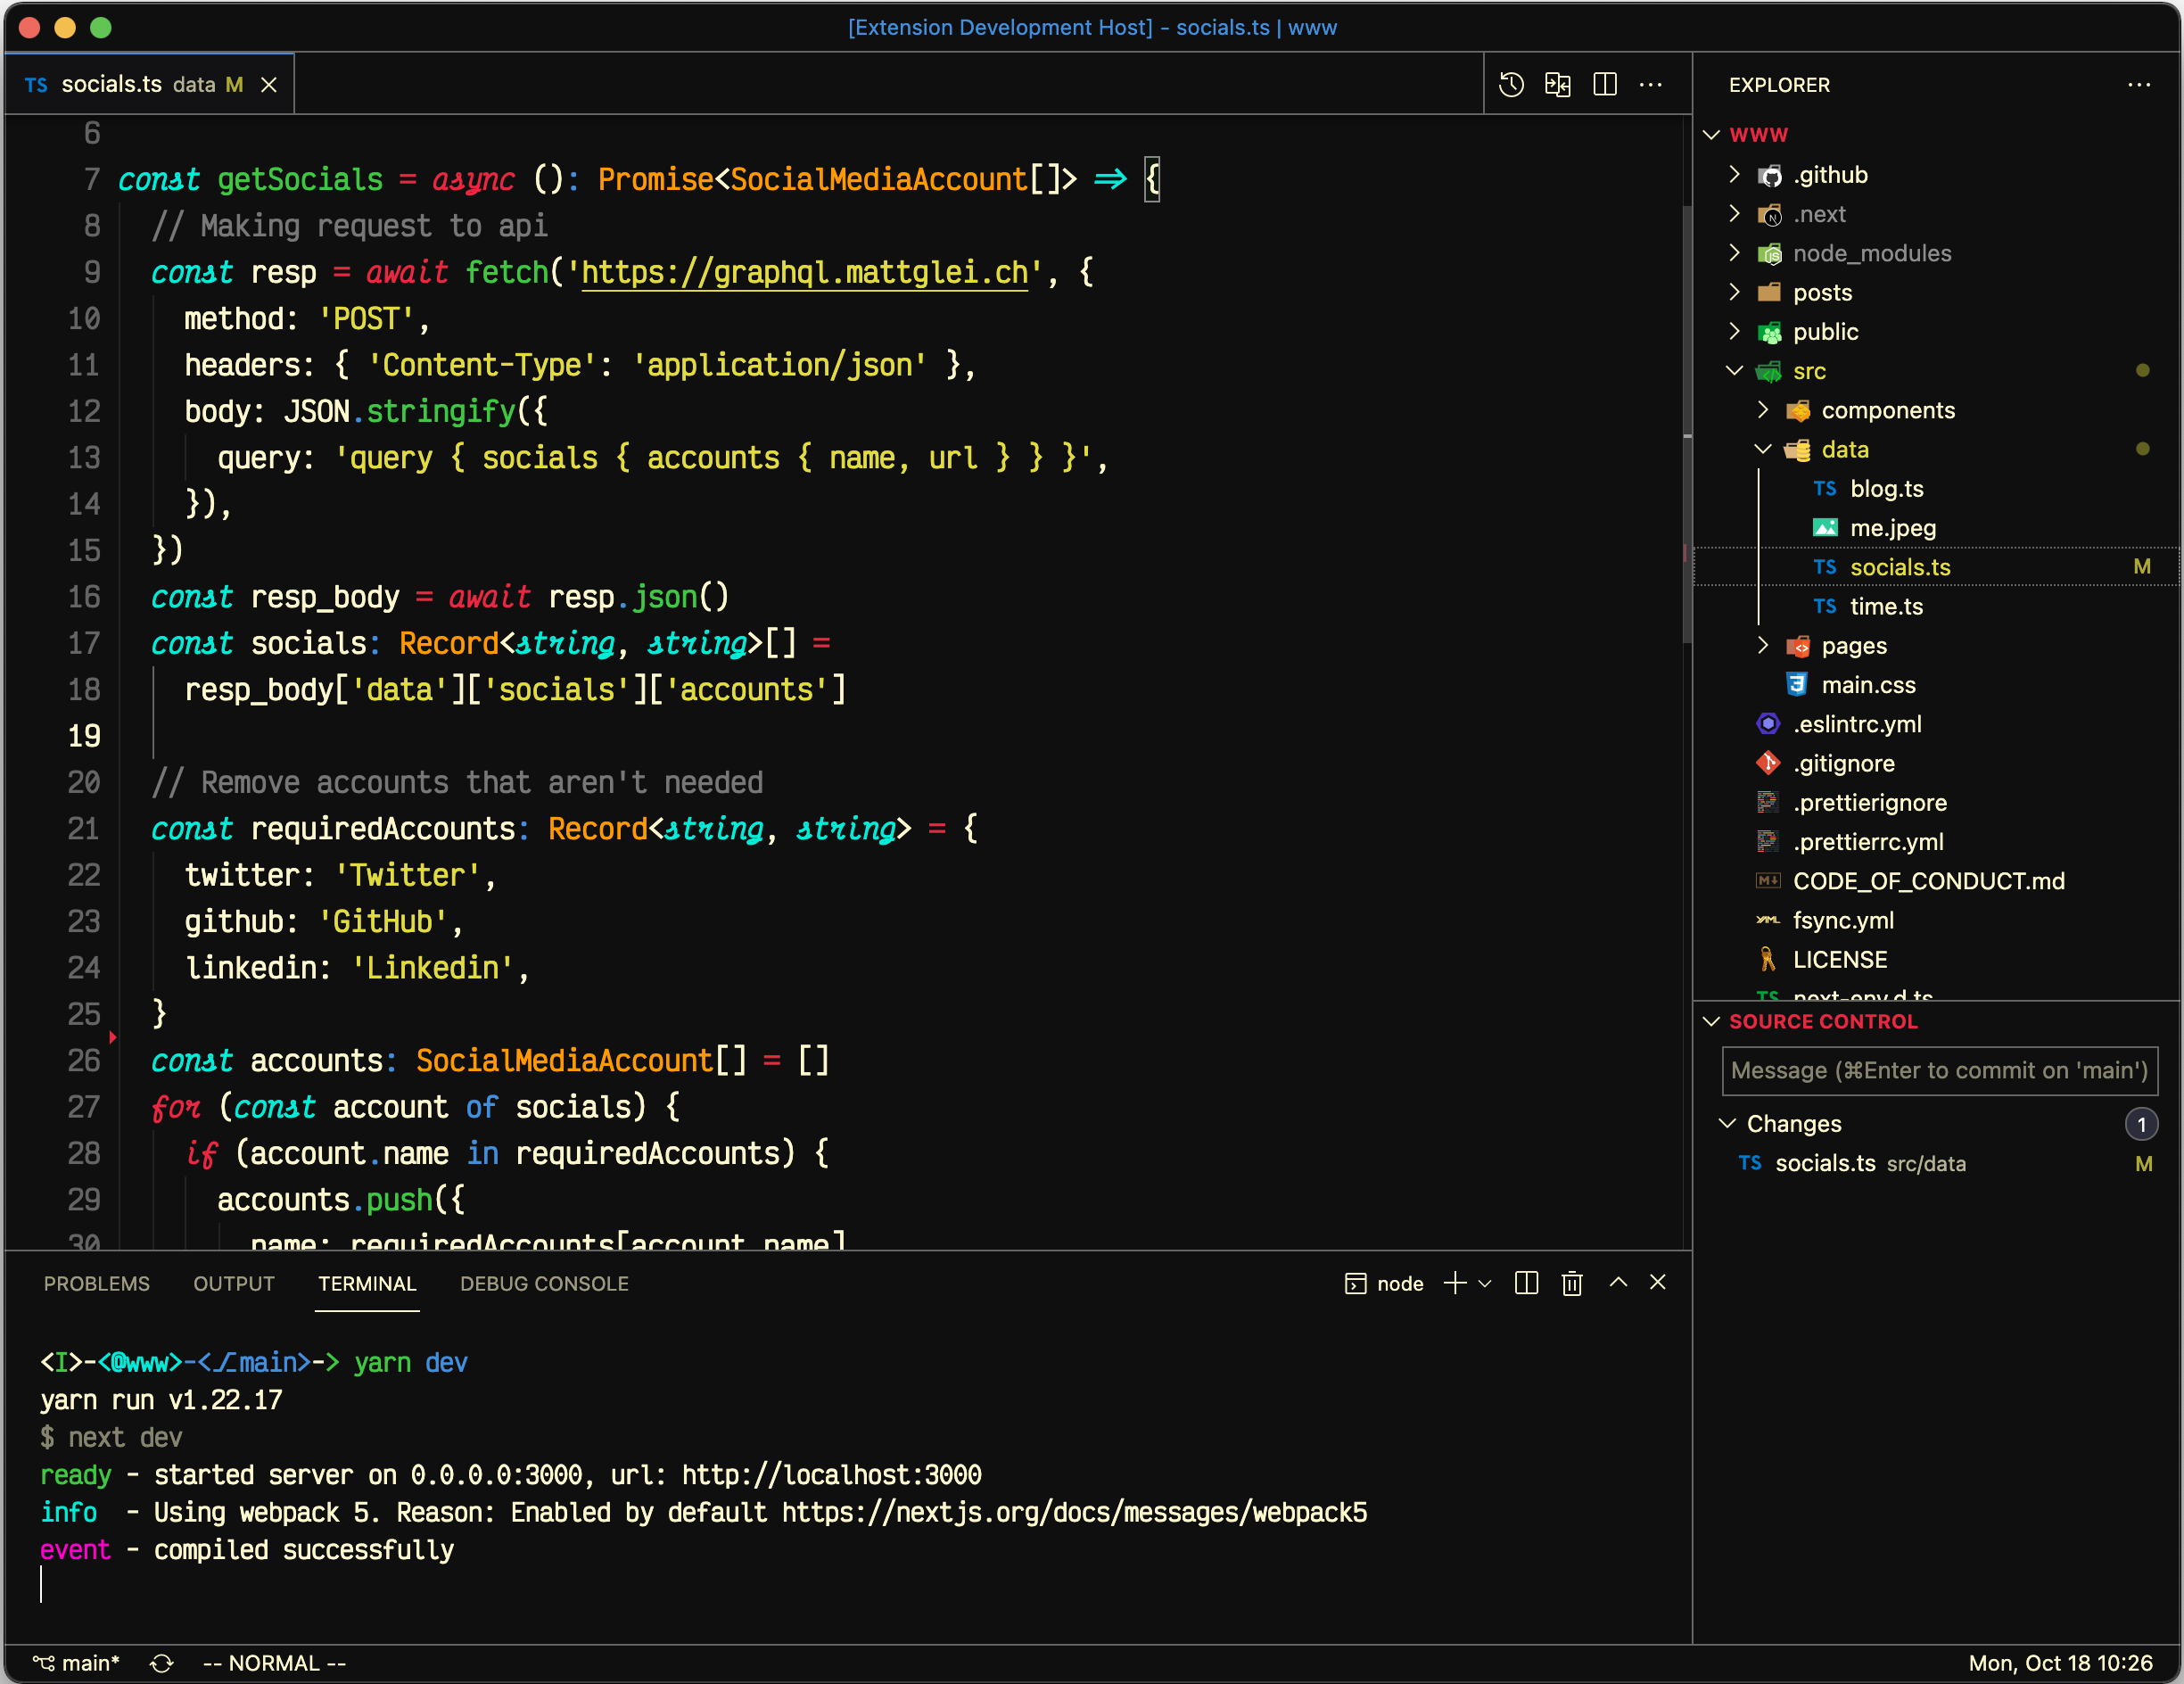 [Extension Development Host] - socials.ts | www
TS socials.ts data M
6
7 const getSocials = async (): Promise<SocialMediaAccount[]> => {
8 // Making request to api
9 const resp = await fetch('https://graphql.mattglei.ch', {
10 method: 'POST',
11 headers: { 'Content-Type': 'application/json' },
12 body: JSON.stringify({
13 query: 'query { socials { accounts { name, url } } }',
14 }),
15 })
16 const resp_body = await resp.json()
17 const socials: Record<string, string>[] =
18 resp_body['data']['socials']['accounts']
19
20 // Remove accounts that aren't needed
21 const requiredAccounts: Record<string, string> = {
22 twitter: 'Twitter',
23 github: 'GitHub',
24 linkedin: 'Linkedin',
25 }
26 const accounts: SocialMediaAccount[] = []
27 for (const account of socials) {
28 if (account.name in requiredAccounts) {
29 accounts.push({
30 name: requiredAccounts[account.name]
PROBLEMS OUTPUT TERMINAL DEBUG CONSOLE node
<I>-<@www>-<⎇main>-> yarn dev
yarn run v1.22.17
$ next dev
ready - started server on 0.0.0.0:3000, url: http://localhost:3000
info - Using webpack 5. Reason: Enabled by default https://nextjs.org/docs/messages/webpack5
event - compiled successfully
EXPLORER
WWW
.github
.next
node_modules
posts
public
src
components
data
TS blog.ts
me.jpeg
TS socials.ts M
TS time.ts
pages
main.css
.eslintrc.yml
.gitignore
.prettierignore
.prettierrc.yml
CODE_OF_CONDUCT.md
fsync.yml
LICENSE
TS next-env.d.ts
SOURCE CONTROL
Message (⌘Enter to commit on 'main')
Changes 1
TS socials.ts src/data M
main* -- NORMAL --
Mon, Oct 18 10:26